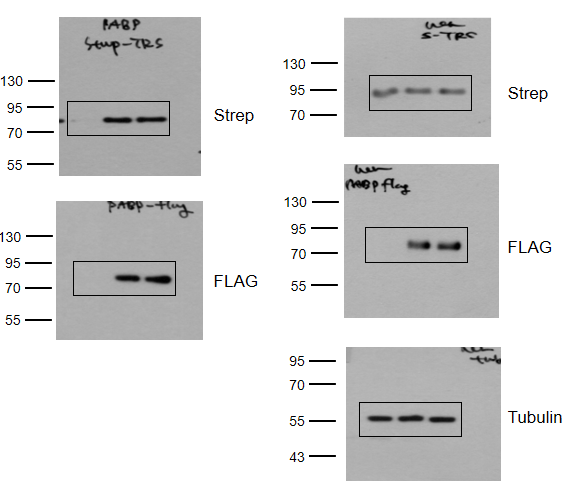 PABP
Strep-TRS
130
95
70
55
Strep
PABP-flag
130
95
70
55
FLAG
S-TRS
130
95
70
Strep
PABP flag
130
95
70
55
FLAG
95
70
55
43
Tubulin